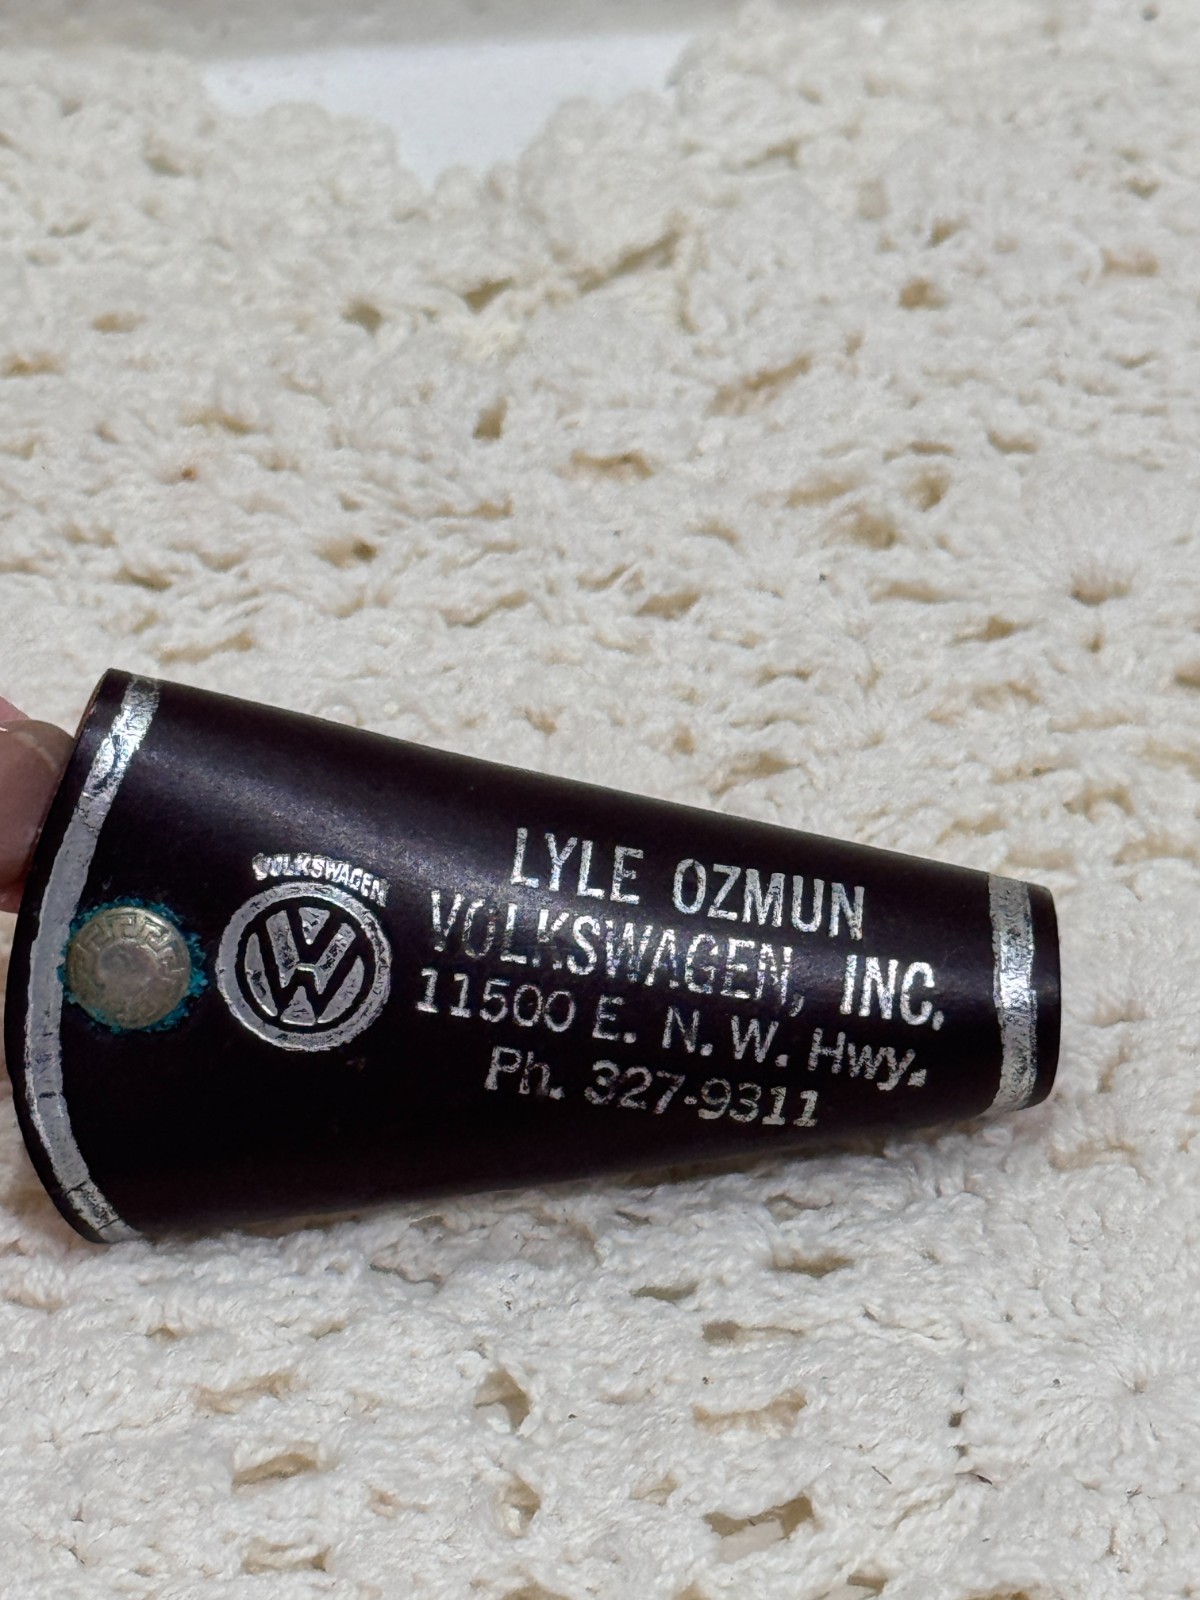 VOLKSWAGEN
LYLE OZMUN
VOLKSWAGEN, INC.
11500 E. N. W. Hwy.
Ph. 327-9311